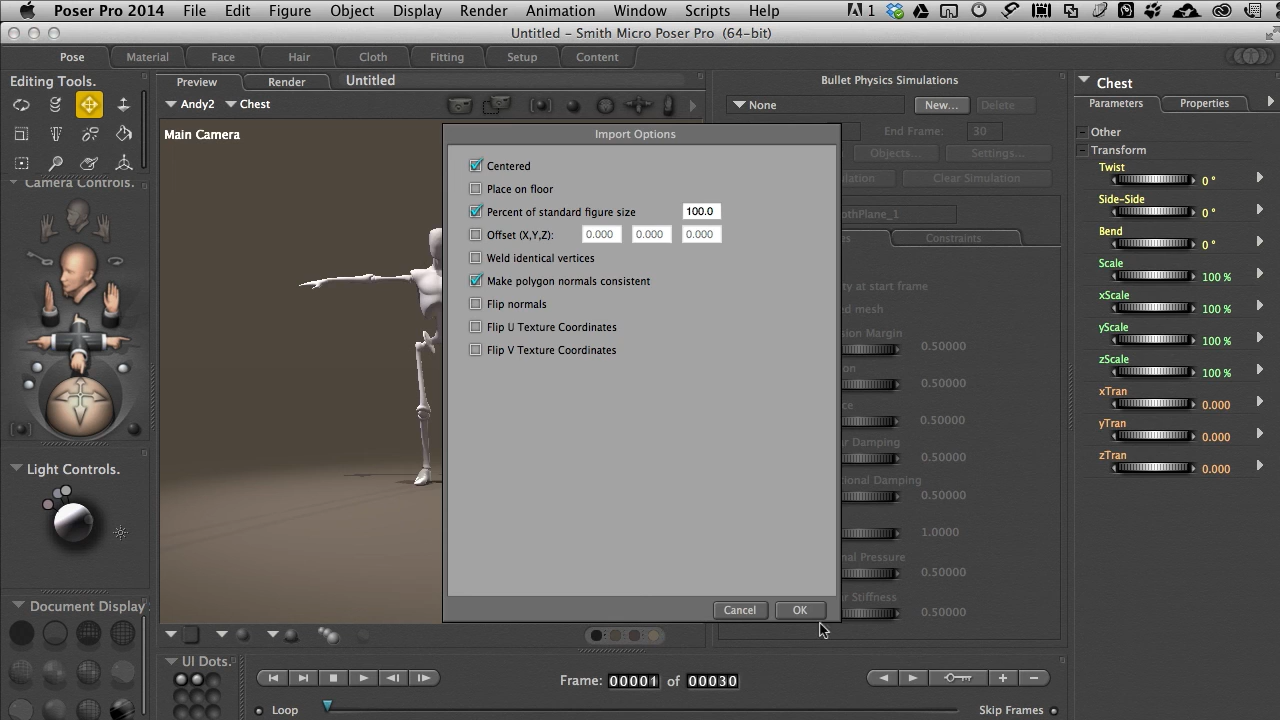 Poser Pro 2014 File Edit Figure Object Display Render Animation Window Scripts Help 1
Untitled – Smith Micro Poser Pro (64-bit)
Pose Material Face Hair Cloth Fitting Setup Content
Editing Tools.
Preview Render Untitled
Bullet Physics Simulations
Chest
Andy2 Chest
None New... Delete
Parameters Properties
Main Camera
Import Options
End Frame: 30
Other
Objects... Settings...
Transform
Centered
Twist
0 °
Place on floor
ulation Clear Simulation
Camera Controls.
Side-Side
0 °
Percent of standard figure size 100.0
othPlane_1
Offset (X,Y,Z): 0.000 0.000 0.000
es Constraints
Bend
0 °
Weld identical vertices
Scale
100 %
Make polygon normals consistent
ity at start frame
xScale
100 %
Flip normals
ed mesh
Flip U Texture Coordinates
sion Margin
0.50000
yScale
100 %
Flip V Texture Coordinates
on
0.50000
zScale
100 %
ce
0.50000
xTran
0.000
ar Damping
0.50000
yTran
0.000
tional Damping
0.50000
zTran
0.000
Light Controls.
1.0000
nal Pressure
0.50000
ar Stiffness
0.50000
Cancel OK
Document Display
UI Dots.
Frame: 00001 of 00030
Loop Skip Frames